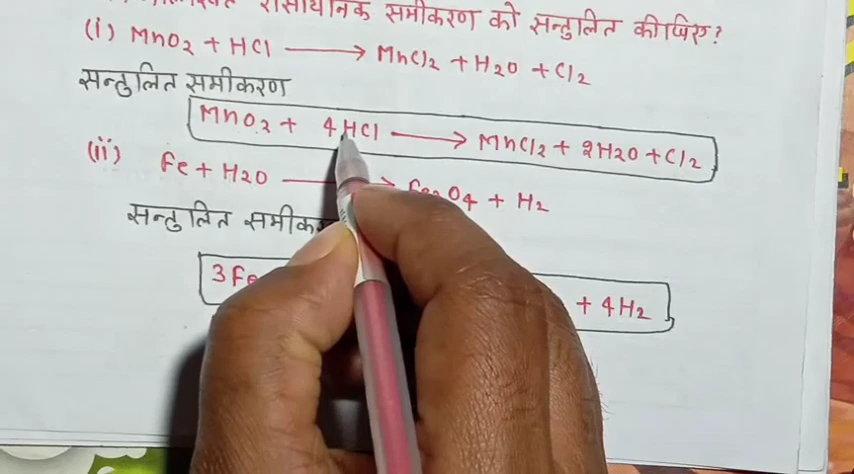 रासायनिक समीकरण को सन्तुलित कीजिए?
(i) MnO2 + HCl ⟶ MnCl2 + H2O + Cl2
सन्तुलित समीकरण
MnO2 + 4HCl ⟶ MnCl2 + 2H2O + Cl2
(ii) Fe + H2O ⟶ O4 + H2
सन्तुलित
3Fe + 4H2